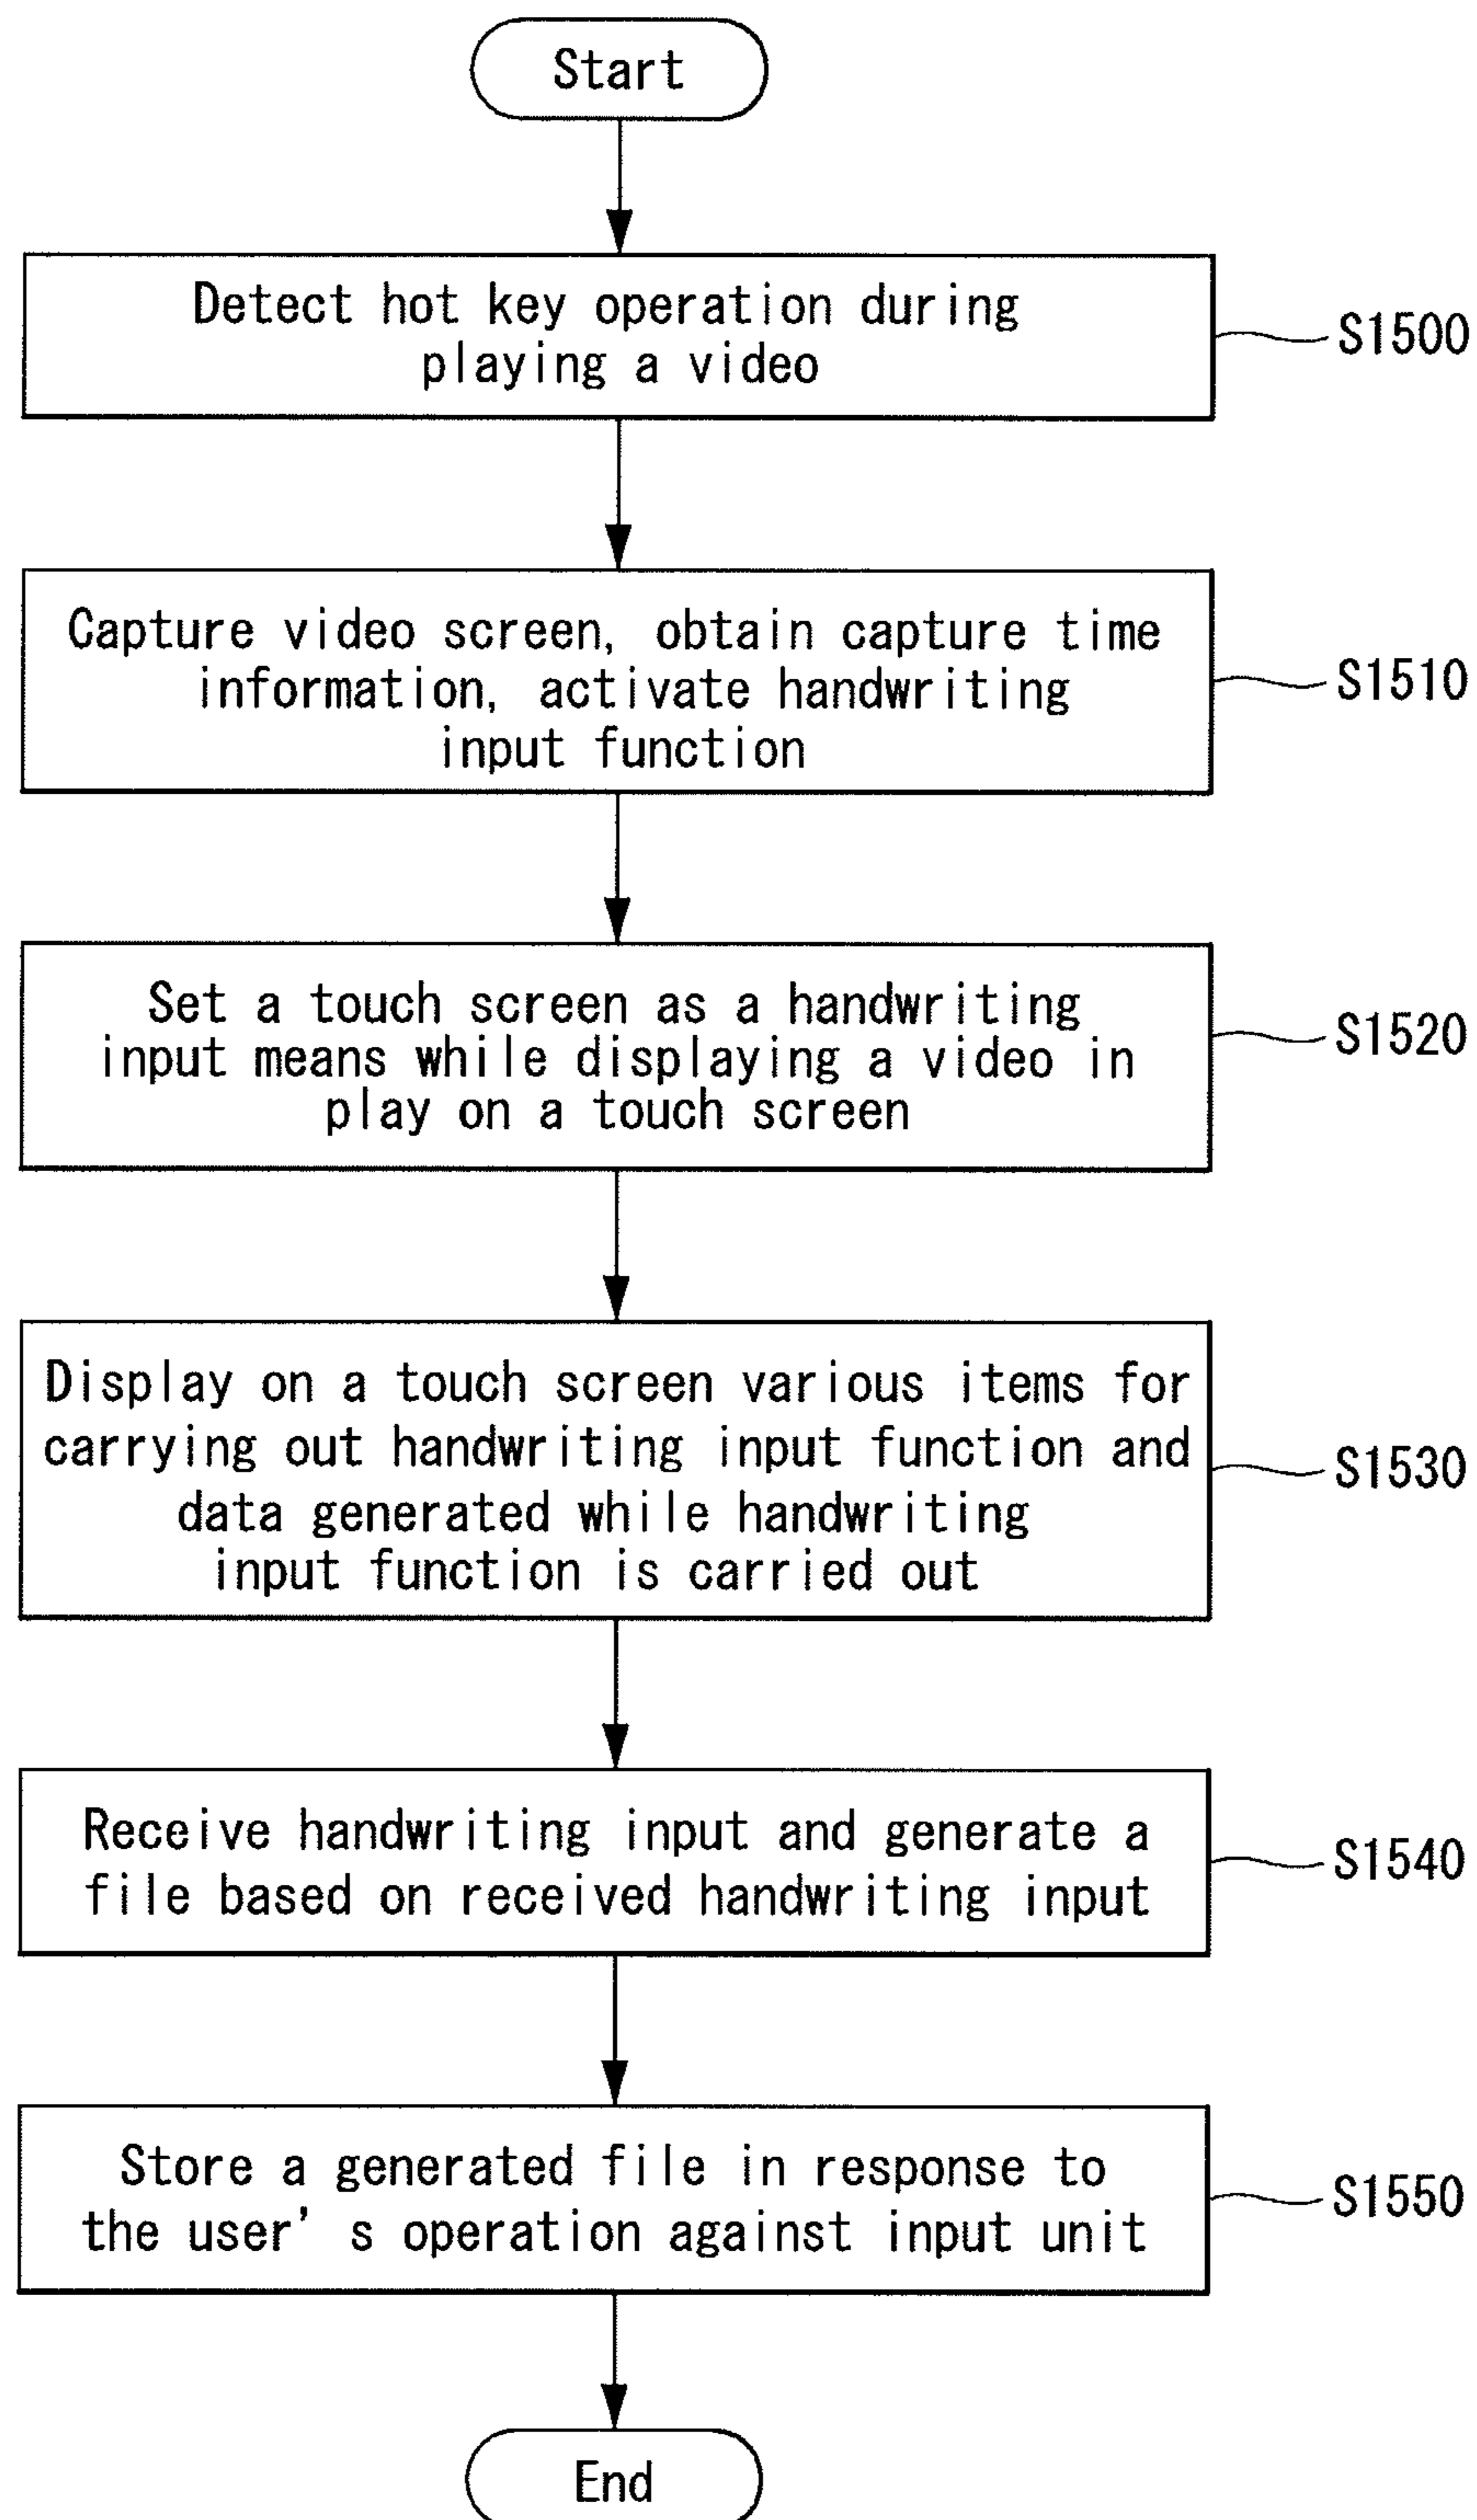 Start
Detect hot key operation during
playing a video
S1500
Capture video screen, obtain capture time
information, activate handwriting
input function
S1510
Set a touch screen as a handwriting
input means while displaying a video in
play on a touch screen
S1520
Display on a touch screen various items for
carrying out handwriting input function and
data generated while handwriting
input function is carried out
S1530
Receive handwriting input and generate a
file based on received handwriting input
S1540
Store a generated file in response to
the user's operation against input unit
S1550
End